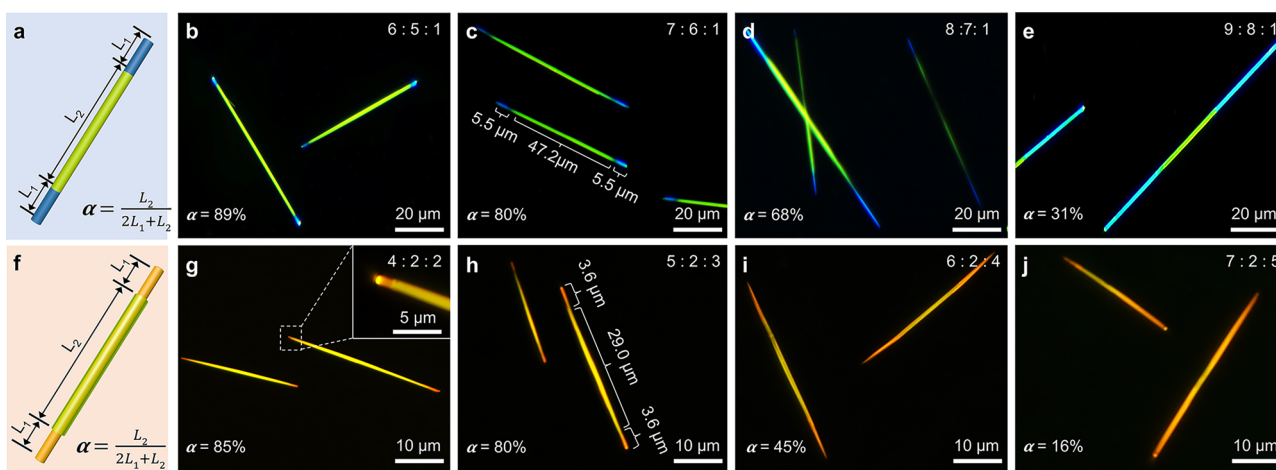 a
L₁
L₂
L₁
α = L₂ / 2L₁+L₂
b
6 : 5 : 1
α = 89%
20 μm
c
7 : 6 : 1
5.5 μm
47.2μm
5.5 μm
α = 80%
20 μm
d
8 :7: 1
α = 68%
20 μm
e
9 : 8 : 1
α = 31%
20 μm
f
L₁
L₂
L₁
α = L₂ / 2L₁+L₂
g
4 : 2 : 2
5 μm
α = 85%
10 μm
h
5 : 2 : 3
3.6 μm
29.0 μm
3.6 μm
α = 80%
10 μm
i
6 : 2 : 4
α = 45%
10 μm
j
7 : 2 : 5
α = 16%
10 μm